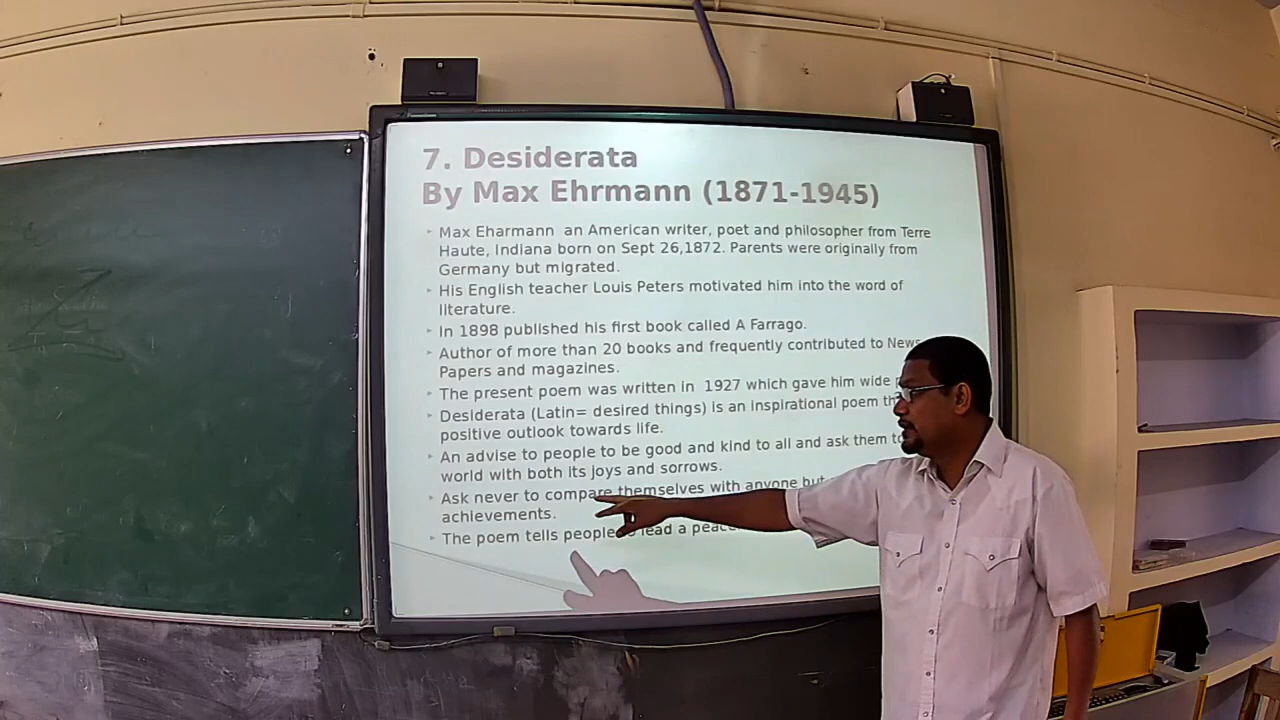 7. Desiderata
By Max Ehrmann (1871-1945)
Max Eharmann an American writer, poet and philosopher from Terre
Haute, Indiana born on Sept 26,1872. Parents were originally from
Germany but migrated.
His English teacher Louis Peters motivated him into the word of
literature.
In 1898 published his first book called A Farrago.
Author of more than 20 books and frequently contributed to News
Papers and magazines.
The present poem was written in 1927 which gave him wide
Desiderata (Latin= desired things) is an inspirational poem
positive outlook towards life.
An advise to people to be good and kind to all and ask them to
world with both its joys and sorrows.
Ask never to compare themselves with anyone but
achievements.
The poem tells people lead a